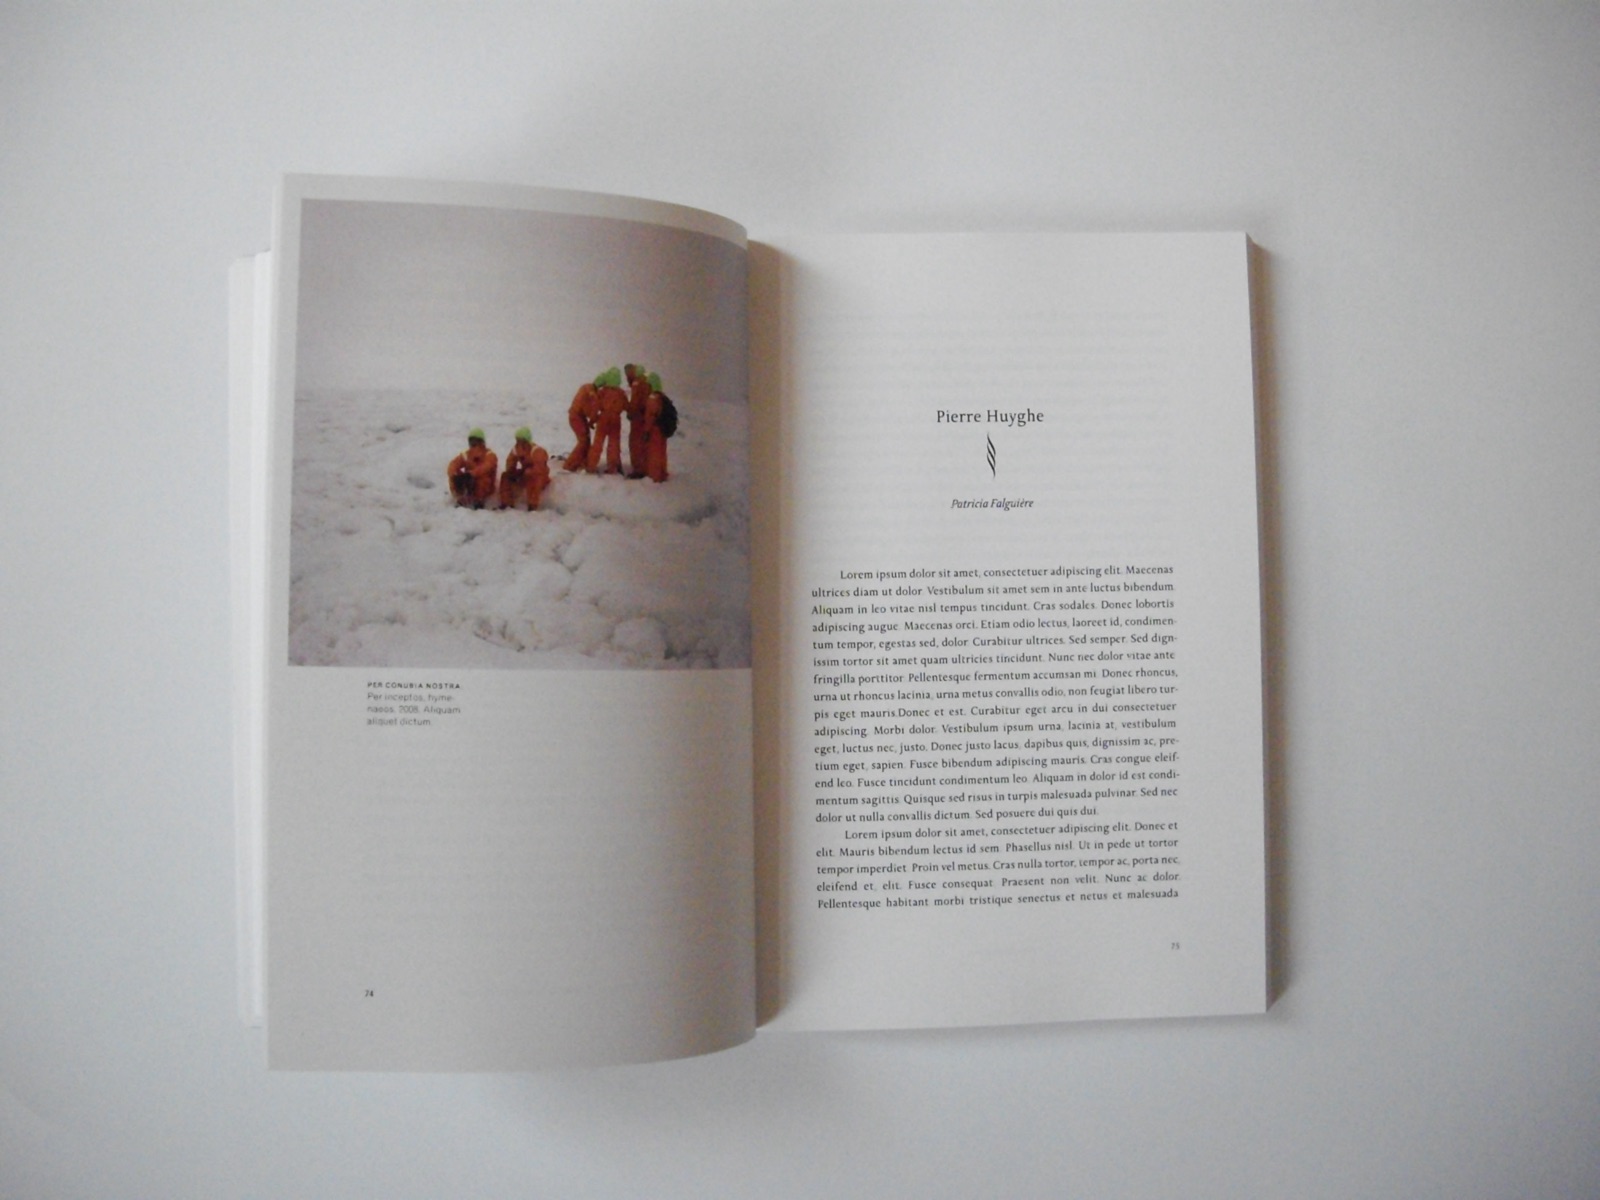 PER CONUBIA NOSTRA.
Per inceptos, hyme-
naeos, 2008. Aliquam
aliquet dictum.
74
Pierre Huyghe
Patricia Falguière
Lorem ipsum dolor sit amet, consectetuer adipiscing elit. Maecenas
ultrices diam ut dolor. Vestibulum sit amet sem in ante luctus bibendum.
Aliquam in leo vitae nisl tempus tincidunt. Cras sodales. Donec lobortis
adipiscing augue. Maecenas orci. Etiam odio lectus, laoreet id, condimen-
tum tempor, egestas sed, dolor. Curabitur ultrices. Sed semper. Sed dign-
issim tortor sit amet quam ultricies tincidunt. Nunc nec dolor vitae ante
fringilla porttitor. Pellentesque fermentum accumsan mi. Donec rhoncus,
urna ut rhoncus lacinia, urna metus convallis odio, non feugiat libero tur-
pis eget mauris.Donec et est. Curabitur eget arcu in dui consectetuer
adipiscing. Morbi dolor. Vestibulum ipsum urna, lacinia at, vestibulum
eget, luctus nec, justo. Donec justo lacus, dapibus quis, dignissim ac, pre-
tium eget, sapien. Fusce bibendum adipiscing mauris. Cras congue eleif-
end leo. Fusce tincidunt condimentum leo. Aliquam in dolor id est condi-
mentum sagittis. Quisque sed risus in turpis malesuada pulvinar. Sed nec
dolor ut nulla convallis dictum. Sed posuere dui quis dui.
Lorem ipsum dolor sit amet, consectetuer adipiscing elit. Donec et
elit. Mauris bibendum lectus id sem. Phasellus nisl. Ut in pede ut tortor
tempor imperdiet. Proin vel metus. Cras nulla tortor, tempor ac, porta nec,
eleifend et, elit. Fusce consequat. Praesent non velit. Nunc ac dolor.
Pellentesque habitant morbi tristique senectus et netus et malesuada
75